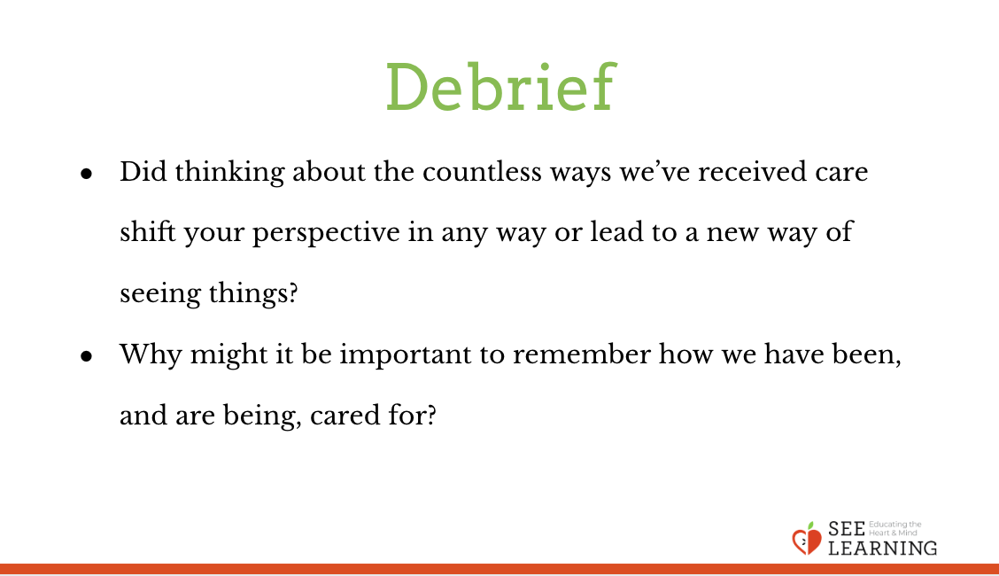 Debrief
● Did thinking about the countless ways we’ve received care
shift your perspective in any way or lead to a new way of
seeing things?
● Why might it be important to remember how we have been,
and are being, cared for?
SEE Educating the
Heart & Mind
LEARNING